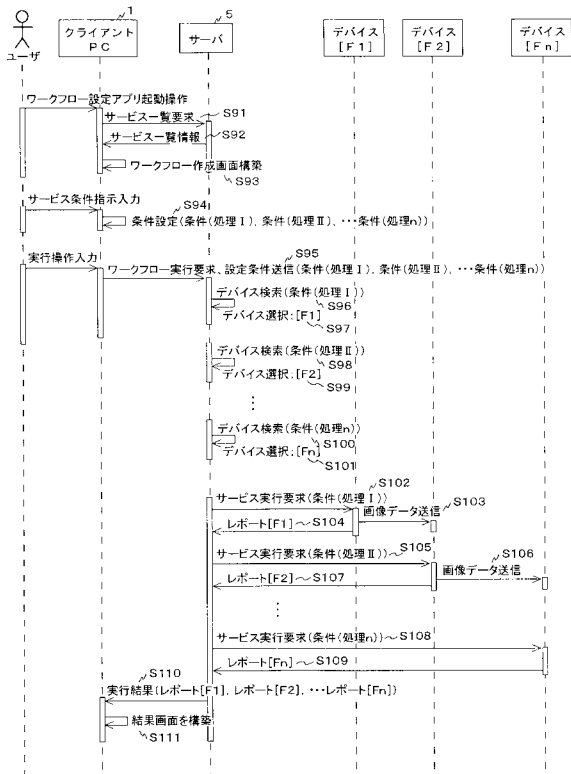 1
5
ユーザ
クライアント
PC
サーバ
デバイス
[F1]
デバイス
[F2]
デバイス
[Fn]
ワークフロー設定アプリ起動操作
サービス一覧要求
S91
サービス一覧情報
S92
ワークフロー作成画面構築
S93
サービス条件指示入力
S94
条件設定(条件(処理Ⅰ), 条件(処理Ⅱ), ・・・条件(処理n))
S95
実行操作入力
ワークフロー実行要求、設定条件送信(条件(処理Ⅰ), 条件(処理Ⅱ), ・・・条件(処理n))
デバイス検索(条件(処理Ⅰ))
S96
デバイス選択:[F1]
S97
デバイス検索(条件(処理Ⅱ))
S98
デバイス選択:[F2]
S99
デバイス検索(条件(処理n))
S100
デバイス選択:[Fn]
S101
S102
サービス実行要求(条件(処理Ⅰ))
S103
画像データ送信
レポート[F1]
S104
サービス実行要求(条件(処理Ⅱ))
S105
S106
画像データ送信
レポート[F2]
S107
サービス実行要求(条件(処理n))
S108
レポート[Fn]
S109
S110
実行結果(レポート[F1], レポート[F2], ・・・レポート[Fn])
結果画面を構築
S111